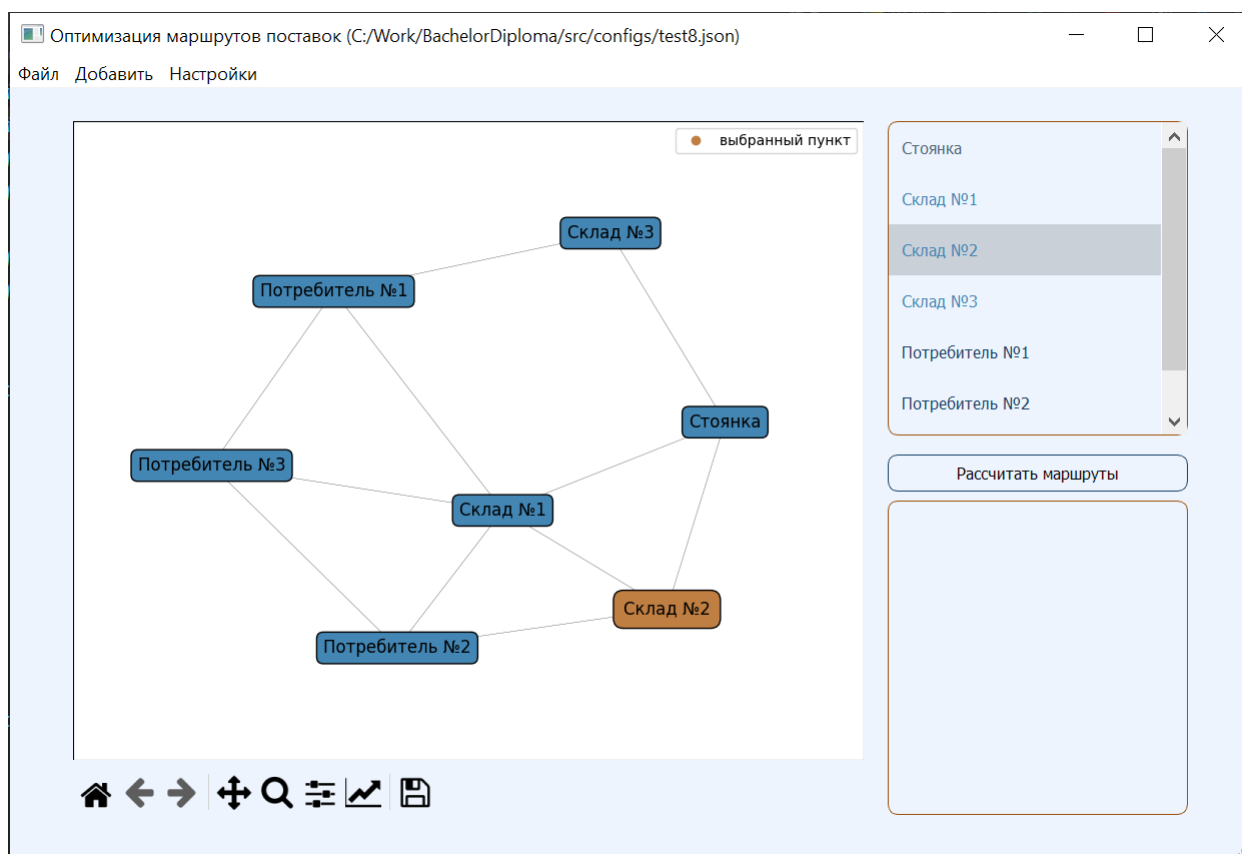 Оптимизация маршрутов поставок (C:/Work/BachelorDiploma/src/configs/test8.json)
Файл Добавить Настройки
выбранный пункт
Склад №3
Потребитель №1
Стоянка
Потребитель №3
Склад №1
Склад №2
Потребитель №2
Стоянка
Склад №1
Склад №2
Склад №3
Потребитель №1
Потребитель №2
Рассчитать маршруты